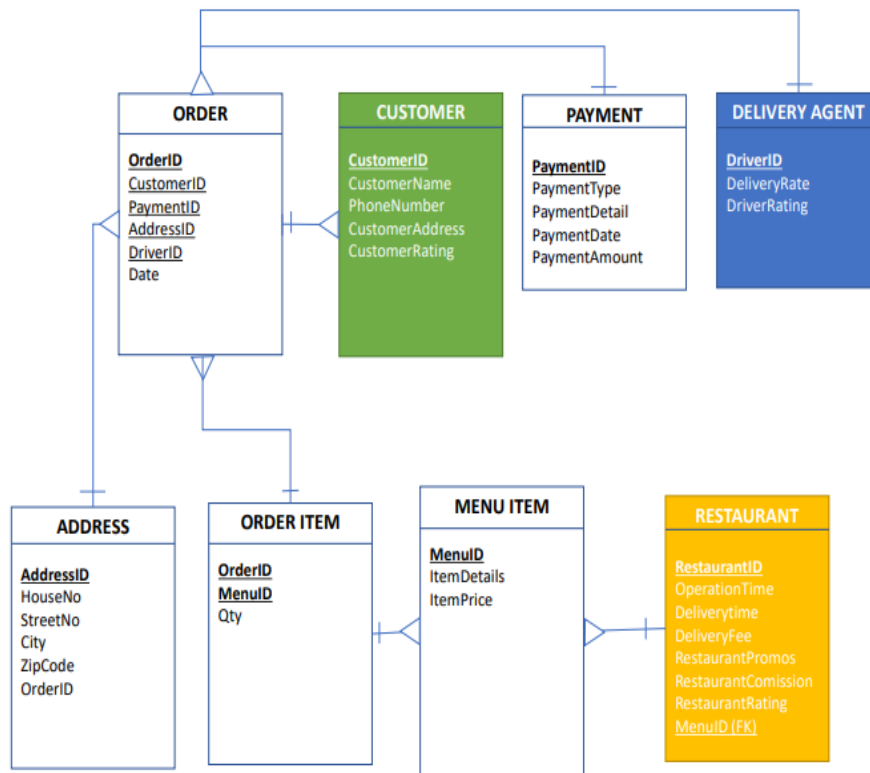 ORDER
OrderID
CustomerID
PaymentID
AddressID
DriverID
Date
CUSTOMER
CustomerID
CustomerName
PhoneNumber
CustomerAddress
CustomerRating
PAYMENT
PaymentID
PaymentType
PaymentDetail
PaymentDate
PaymentAmount
DELIVERY AGENT
DriverID
DeliveryRate
DriverRating
ADDRESS
AddressID
HouseNo
StreetNo
City
ZipCode
OrderID
ORDER ITEM
OrderID
MenuID
Qty
MENU ITEM
MenuID
ItemDetails
ItemPrice
RESTAURANT
RestaurantID
OperationTime
Deliverytime
DeliveryFee
RestaurantPromos
RestaurantComission
RestaurantRating
MenuID (FK)